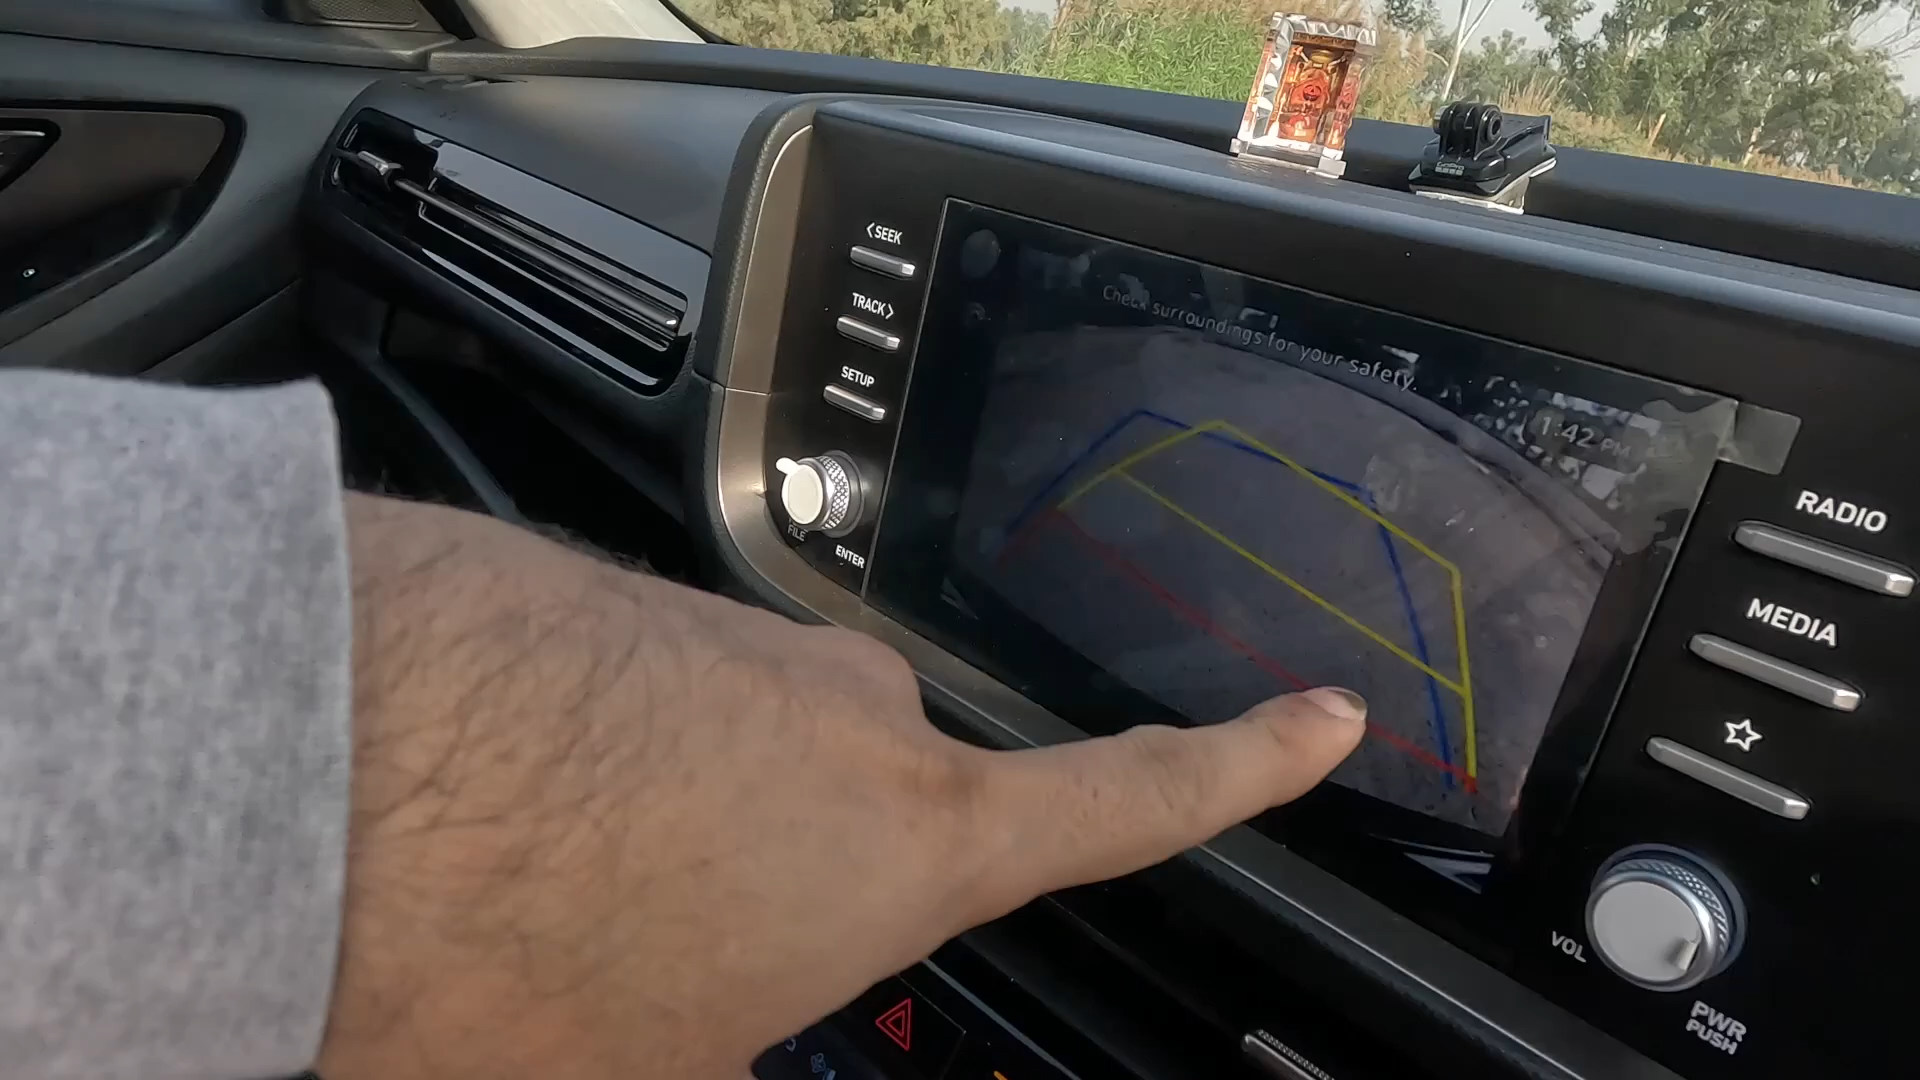 <SEEK
TRACK>
SETUP
FILE
ENTER
Check surroundings for your safety.
1:42 PM
RADIO
MEDIA
VOL
PWR
PUSH